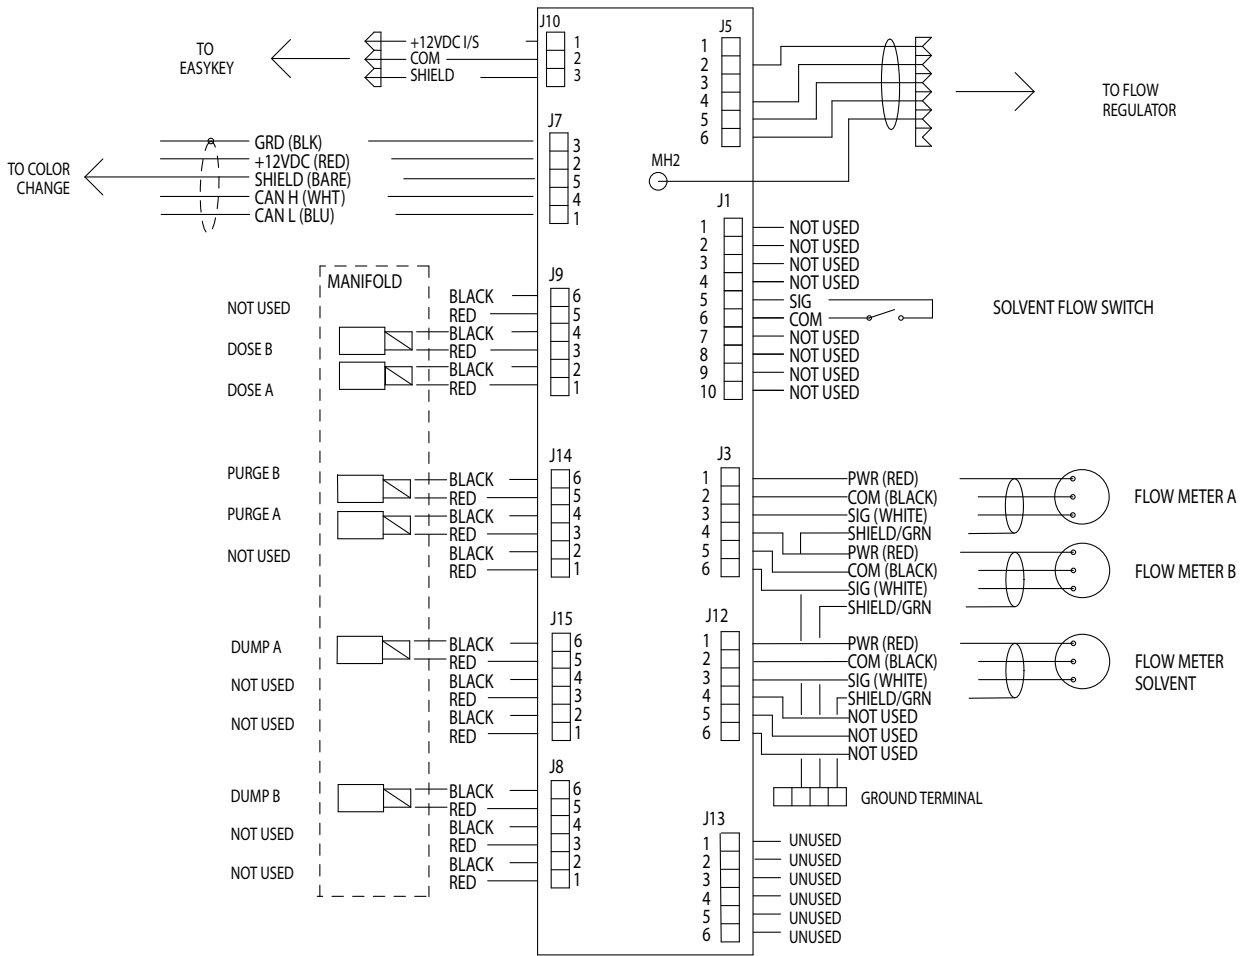 J10
+12VDC I/S 1
COM 2
SHIELD 3
TO
EASYKEY
J7
GRD (BLK) 3
+12VDC (RED) 2
SHIELD (BARE) 5
CAN H (WHT) 4
CAN L (BLU) 1
TO COLOR
CHANGE
MANIFOLD
J9
BLACK 6
RED 5
BLACK 4
RED 3
BLACK 2
RED 1
NOT USED
DOSE B
DOSE A
J14
BLACK 6
RED 5
BLACK 4
RED 3
BLACK 2
RED 1
PURGE B
PURGE A
NOT USED
J15
BLACK 6
RED 5
BLACK 4
RED 3
BLACK 2
RED 1
DUMP A
NOT USED
NOT USED
J8
BLACK 6
RED 5
BLACK 4
RED 3
BLACK 2
RED 1
DUMP B
NOT USED
NOT USED
J5
1
2
3
4
5
6
TO FLOW
REGULATOR
MH2
J1
1 NOT USED
2 NOT USED
3 NOT USED
4 NOT USED
5 SIG
6 COM
7 NOT USED
8 NOT USED
9 NOT USED
10 NOT USED
SOLVENT FLOW SWITCH
J3
1 PWR (RED)
2 COM (BLACK)
3 SIG (WHITE)
4 SHIELD/GRN
5 PWR (RED)
6 COM (BLACK)
SIG (WHITE)
SHIELD/GRN
FLOW METER A
FLOW METER B
J12
1 PWR (RED)
2 COM (BLACK)
3 SIG (WHITE)
4 SHIELD/GRN
5 NOT USED
6 NOT USED
NOT USED
FLOW METER
SOLVENT
GROUND TERMINAL
J13
1 UNUSED
2 UNUSED
3 UNUSED
4 UNUSED
5 UNUSED
6 UNUSED